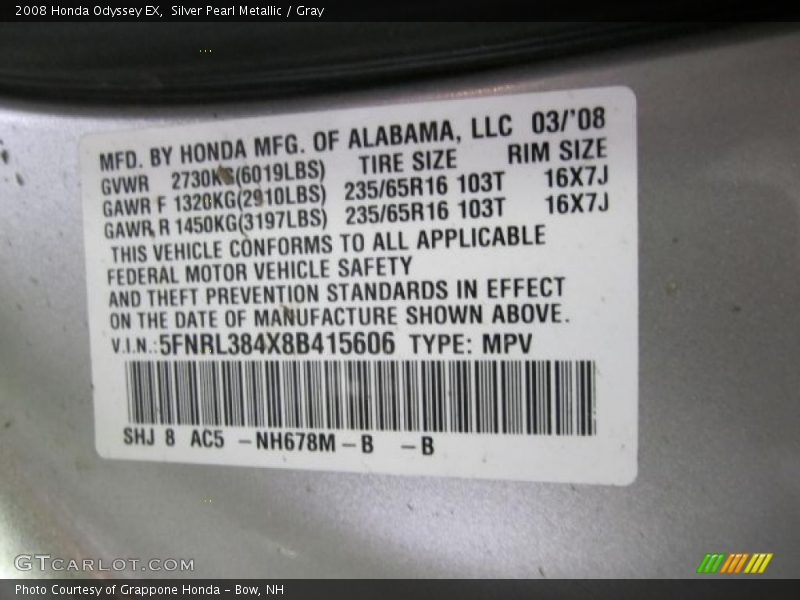 2008 Honda Odyssey EX, Silver Pearl Metallic / Gray
MFD. BY HONDA MFG. OF ALABAMA, LLC 03/'08
GVWR 2730KG(6019LBS) TIRE SIZE RIM SIZE
GAWR F 1320KG(2910LBS) 235/65R16 103T 16X7J
GAWR R 1450KG(3197LBS) 235/65R16 103T 16X7J
THIS VEHICLE CONFORMS TO ALL APPLICABLE
FEDERAL MOTOR VEHICLE SAFETY
AND THEFT PREVENTION STANDARDS IN EFFECT
ON THE DATE OF MANUFACTURE SHOWN ABOVE.
V.I.N.:5FNRL384X8B415606 TYPE: MPV
SHJ 8 AC5 -NH678M-B -B
GTCARLOT.COM
Photo Courtesy of Grappone Honda - Bow, NH